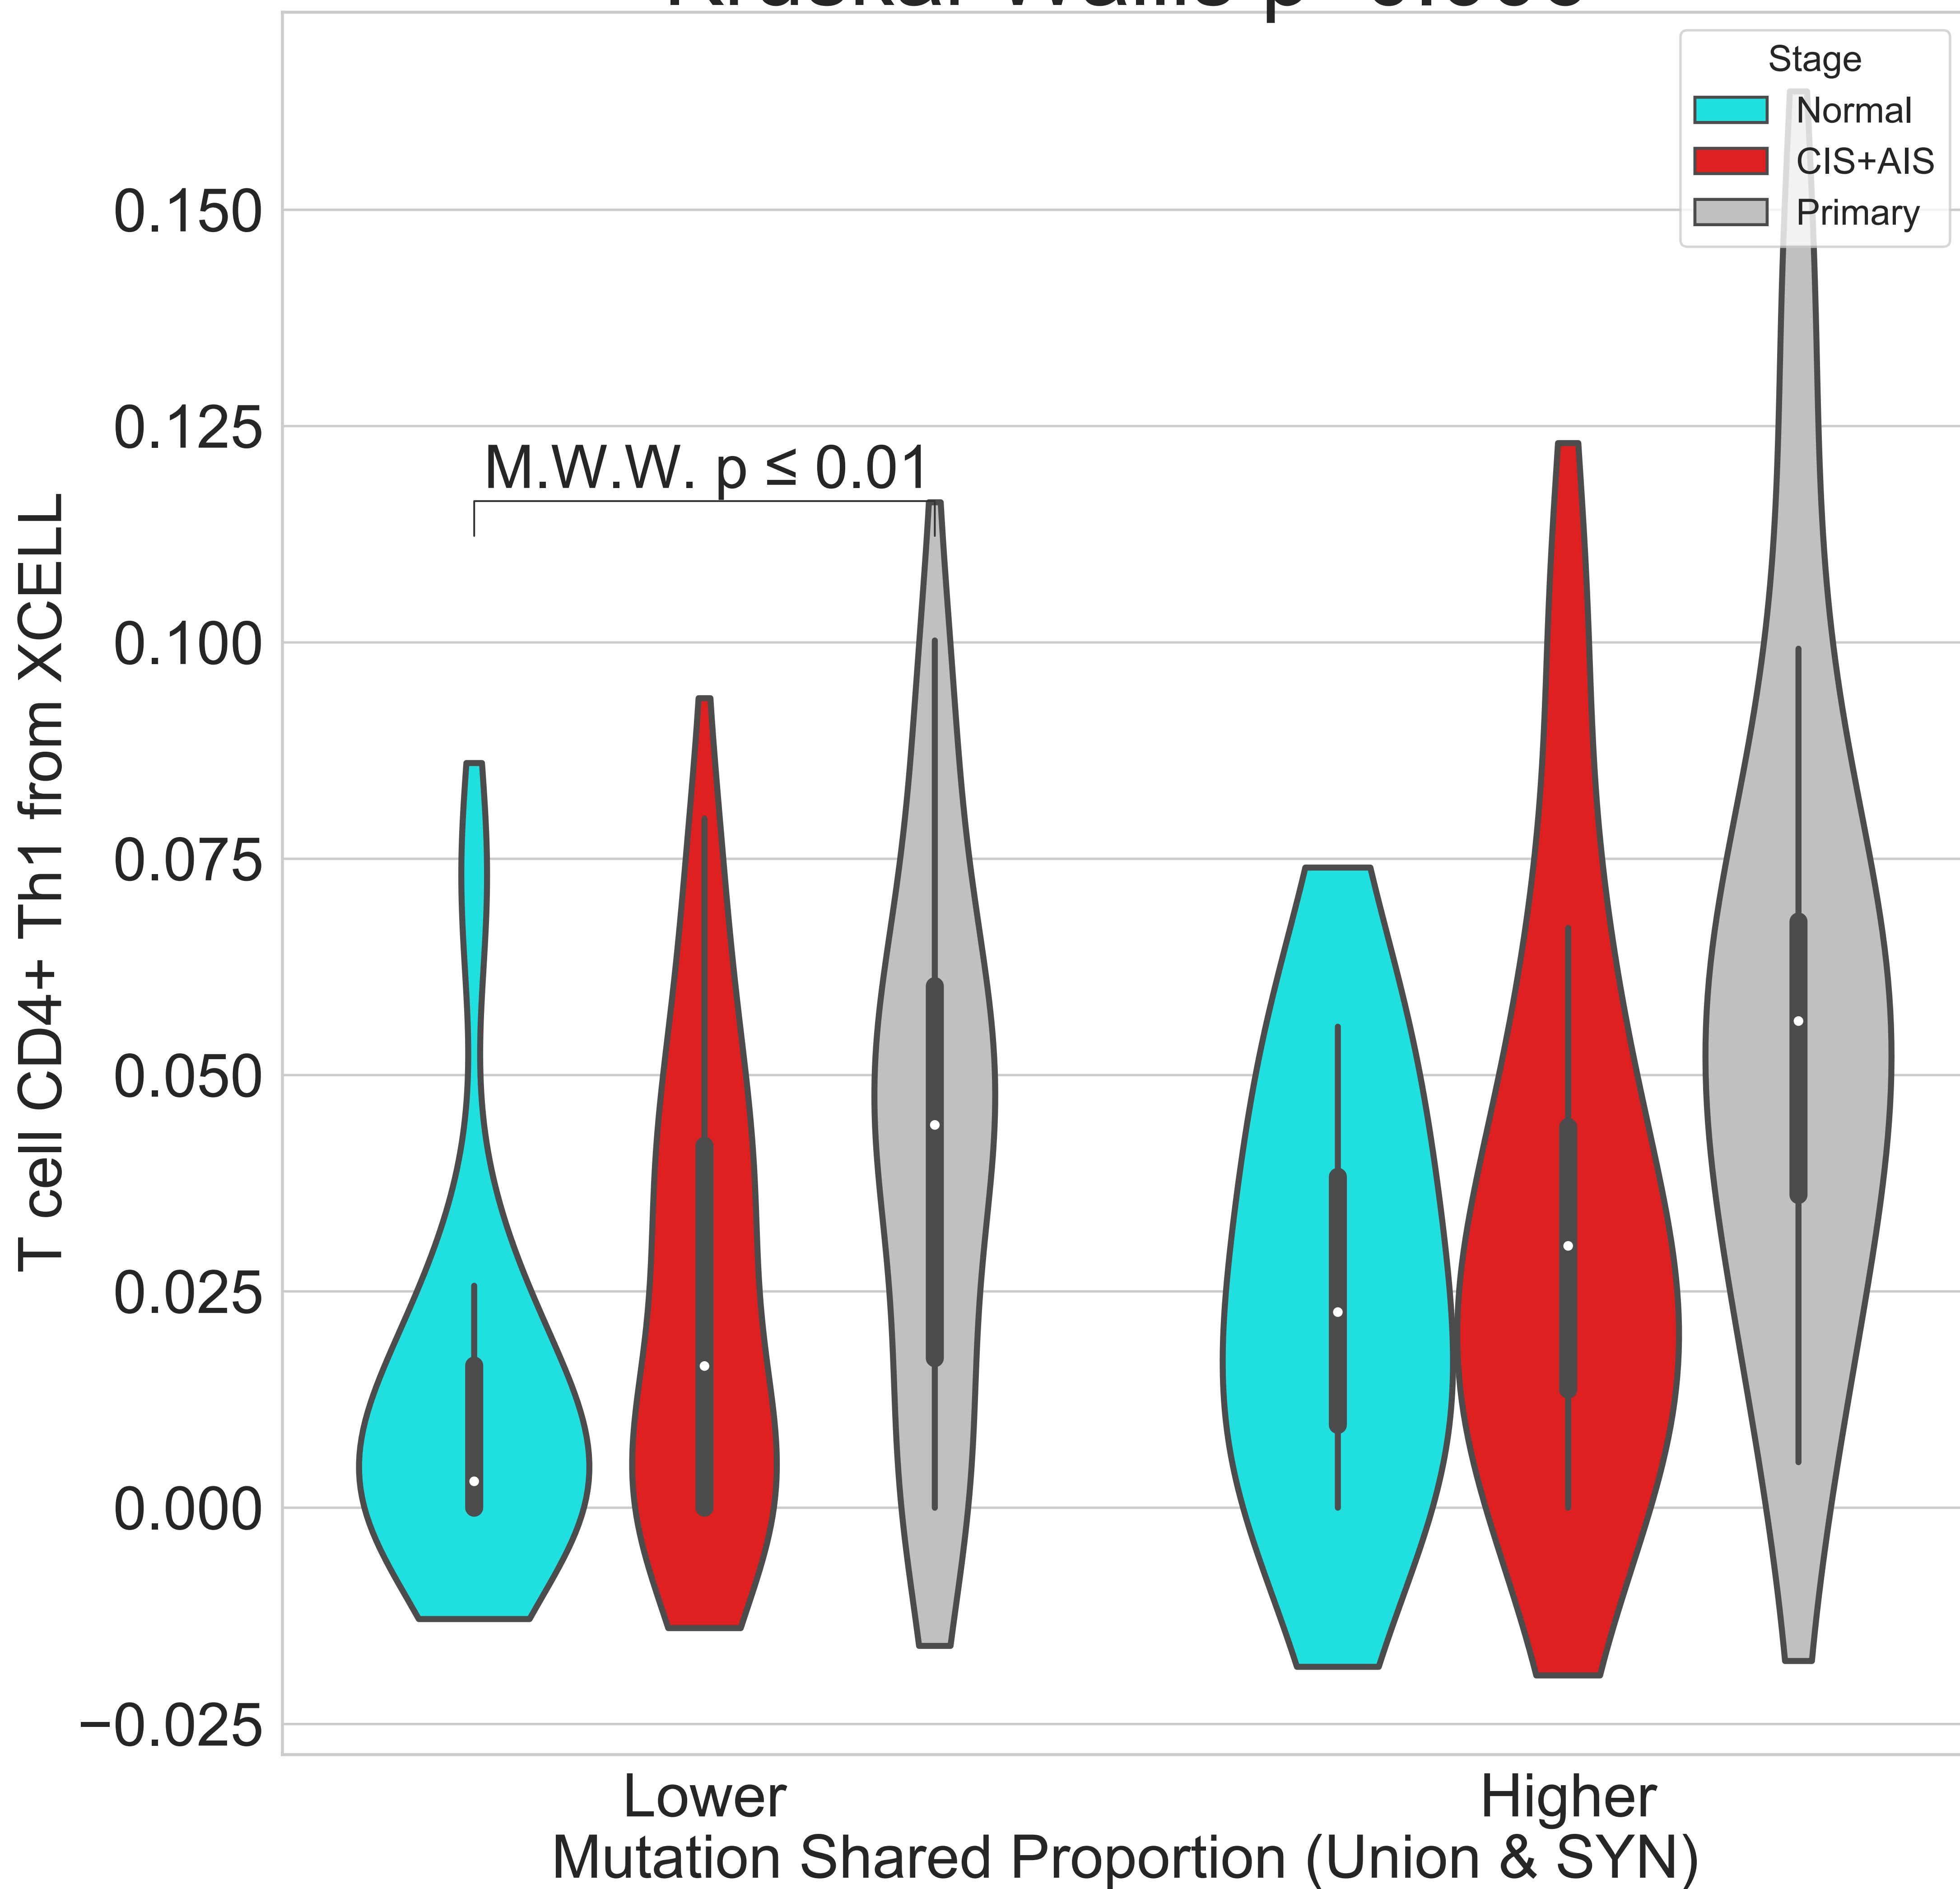 Stage
Normal
CIS+AIS
Primary
0.150
0.125
0.100
0.075
0.050
0.025
0.000
−0.025
T cell CD4+ Th1 from XCELL
M.W.W. p ≤ 0.01
Lower
Higher
Mutation Shared Proportion (Union & SYN)